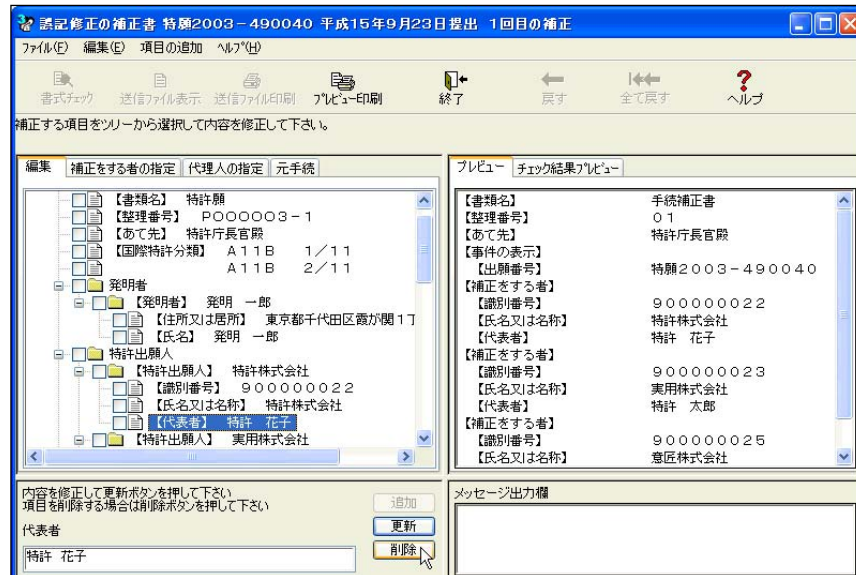 誤記修正の補正書 特願2003-490040 平成15年9月23日提出 1回目の補正
ファイル(F) 編集(E) 項目の追加 ヘルプ(H)
書式チェック 送信ファイル表示 送信ファイル印刷 プレビュー印刷 終了 戻す 全て戻す ヘルプ
補正する項目をツリーから選択して内容を修正して下さい。
編集 補正をする者の指定 代理人の指定 元手続
【書類名】 特許願
【整理番号】 P000003-1
【あて先】 特許庁長官殿
【国際特許分類】 A11B 1/11
A11B 2/11
発明者
【発明者】 発明 一郎
【住所又は居所】 東京都千代田区霞が関1丁
【氏名】 発明 一郎
特許出願人
【特許出願人】 特許株式会社
【識別番号】 900000022
【氏名又は名称】 特許株式会社
【代表者】 特許 花子
【特許出願人】 実用株式会社
プレビュー チェック結果プレビュー
【書類名】 手続補正書
【整理番号】 01
【あて先】 特許庁長官殿
【事件の表示】
【出願番号】 特願2003-490040
【補正をする者】
【識別番号】 900000022
【氏名又は名称】 特許株式会社
【代表者】 特許 花子
【補正をする者】
【識別番号】 900000023
【氏名又は名称】 実用株式会社
【代表者】 特許 太郎
【補正をする者】
【識別番号】 900000025
【氏名又は名称】 意匠株式会社
内容を修正して更新ボタンを押して下さい
項目を削除する場合は削除ボタンを押して下さい
追加
代表者
更新
特許 花子
削除
メッセージ出力欄